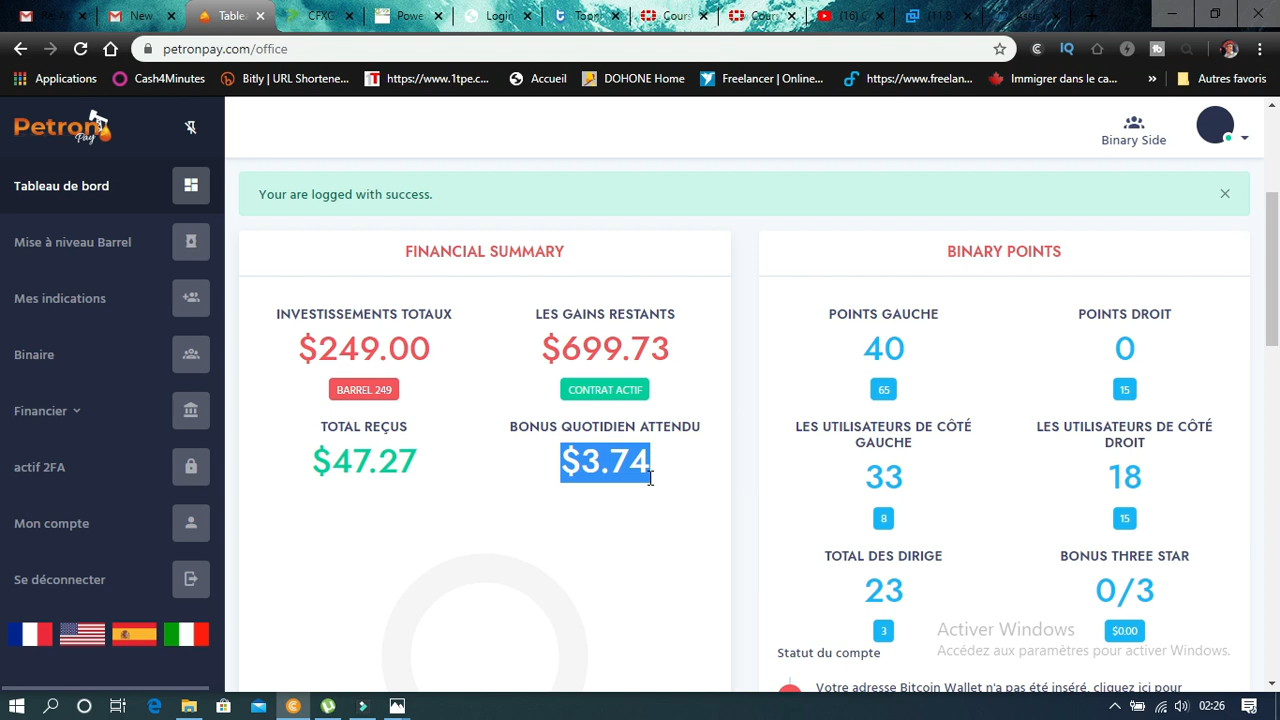 New
Table
CFXG
Powe
Login
Cours
petronpay.com/office
Applications
Cash4Minutes
Bitly | URL Shortene...
https://www.1tpe.c...
Accueil
DOHONE Home
Freelancer | Online...
https://www.freelan...
Immigrer dans le ca...
»
Autres favoris
Petron
Pay
Binary Side
Tableau de bord
Your are logged with success.
Mise à niveau Barrel
Mes indications
Binaire
Financier
actif 2FA
Mon compte
Se déconnecter
FINANCIAL SUMMARY
INVESTISSEMENTS TOTAUX
LES GAINS RESTANTS
$249.00
$699.73
BARREL 249
CONTRAT ACTIF
TOTAL REÇUS
BONUS QUOTIDIEN ATTENDU
$47.27
$3.74
BINARY POINTS
POINTS GAUCHE
POINTS DROIT
40
0
65
15
LES UTILISATEURS DE CÔTÉ
GAUCHE
LES UTILISATEURS DE CÔTÉ
DROIT
33
18
8
15
TOTAL DES DIRIGE
BONUS THREE STAR
23
0/3
3
$0.00
Activer Windows
Accédez aux paramètres pour activer Windows.
Statut du compte
Votre adresse Bitcoin Wallet n'a pas été inséré, cliquez ici pour
02:26